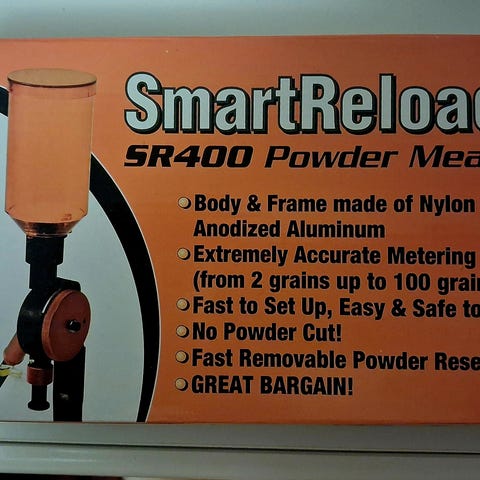 SmartReloa
SR400 Powder Mea
Body & Frame made of Nylon
Anodized Aluminum
Extremely Accurate Metering
(from 2 grains up to 100 grai
Fast to Set Up, Easy & Safe to
No Powder Cut!
Fast Removable Powder Rese
GREAT BARGAIN!